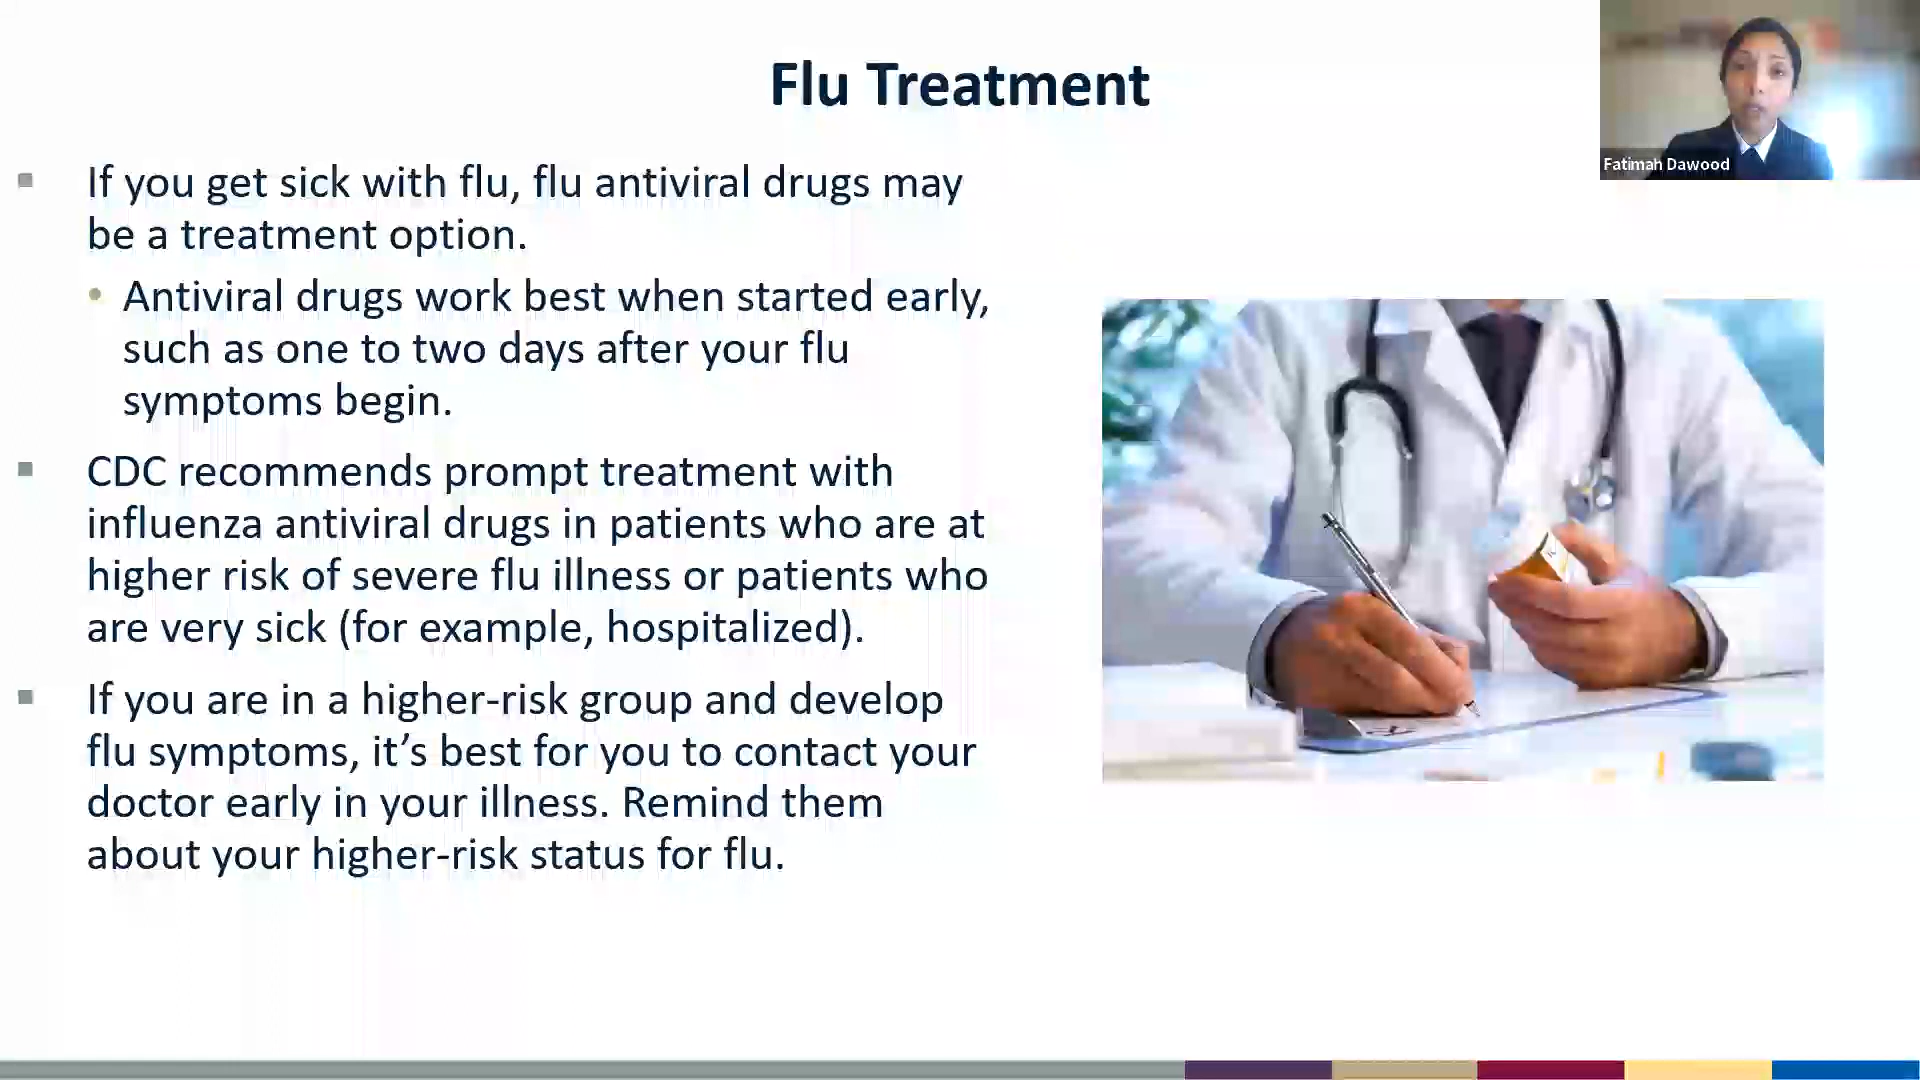 Flu Treatment
Fatimah Dawood
If you get sick with flu, flu antiviral drugs may
be a treatment option.
Antiviral drugs work best when started early,
such as one to two days after your flu
symptoms begin.
CDC recommends prompt treatment with
influenza antiviral drugs in patients who are at
higher risk of severe flu illness or patients who
are very sick (for example, hospitalized).
If you are in a higher-risk group and develop
flu symptoms, it’s best for you to contact your
doctor early in your illness. Remind them
about your higher-risk status for flu.